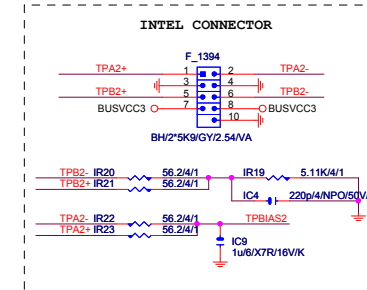 INTEL CONNECTOR
F_1394
TPA2+ 1 2 TPA2-
3 4
TPB2+ 5 6 TPB2-
BUSVCC3 7 8 BUSVCC3
10
BH/2*5K9/GY/2.54/VA
TPB2- IR20 56.2/4/1 IR19 5.11K/4/1
TPB2+ IR21 56.2/4/1
IC4 220p/4/NPO/50V/
TPA2- IR22 56.2/4/1 TPBIAS2
TPA2+ IR23 56.2/4/1
IC9
1u/6/X7R/16V/K